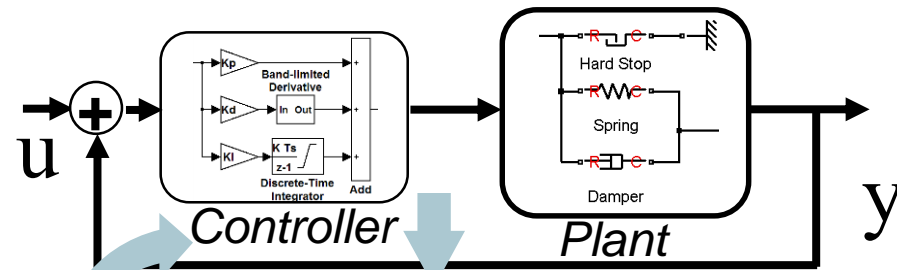 u
+
Kp
Kd
KI
Band-limited
Derivative
In Out
K Ts
z-1
Discrete-Time
Integrator
+
+
+
Add
Controller
R C
Hard Stop
R C
Spring
R C
Damper
Plant
y